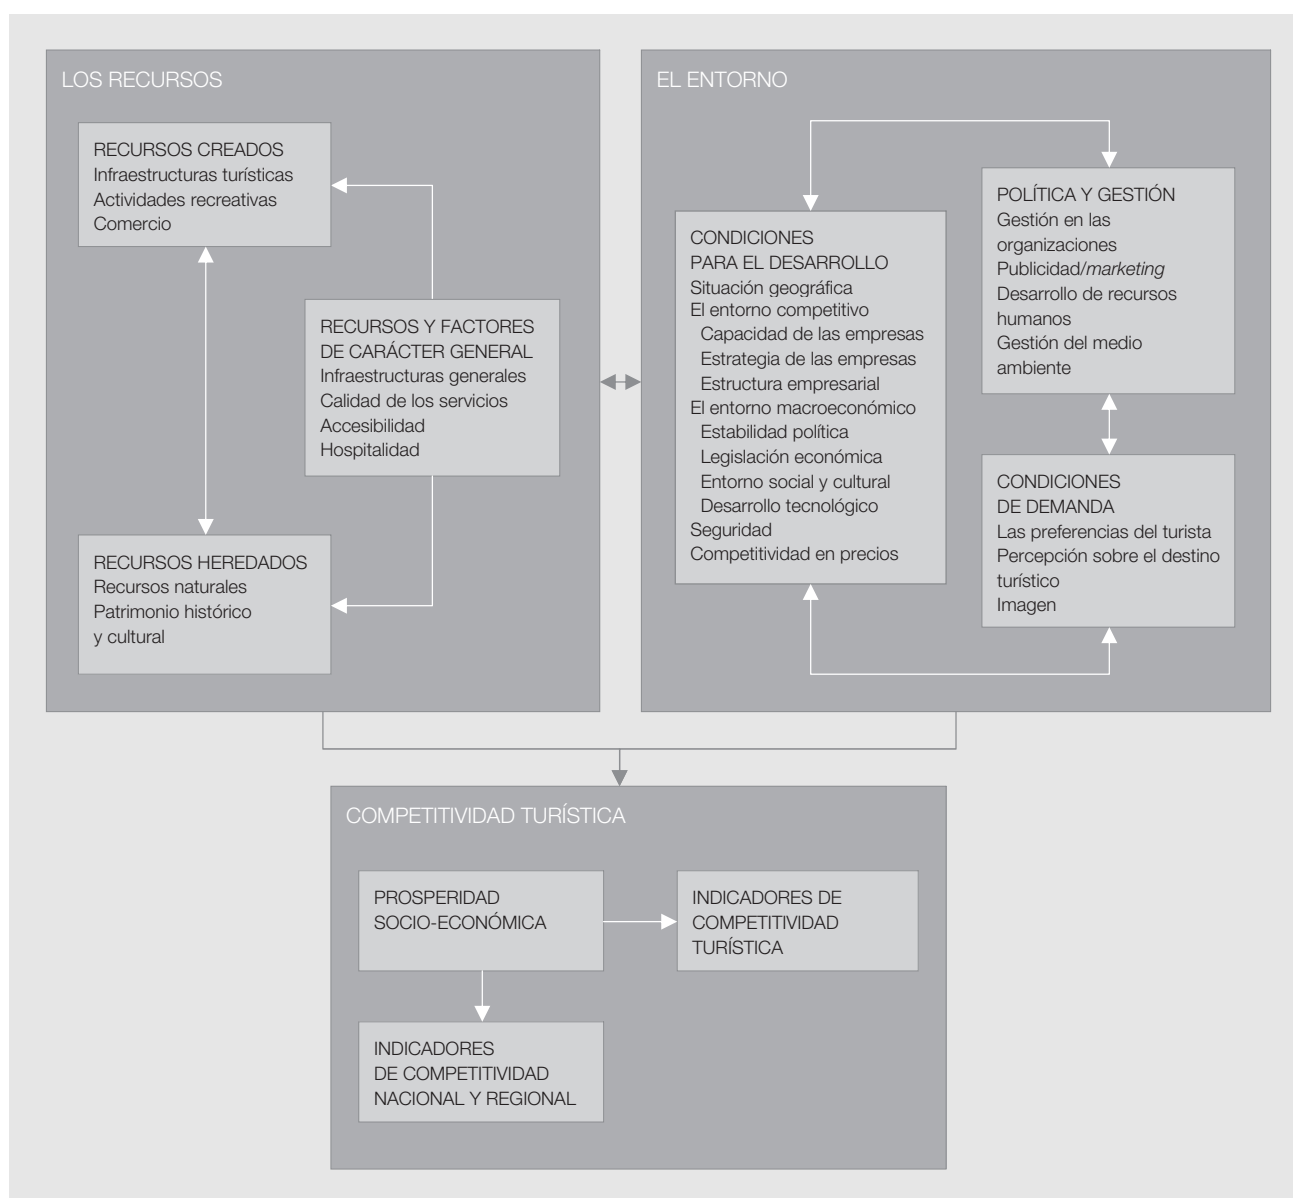 LOS RECURSOS
RECURSOS CREADOS
Infraestructuras turísticas
Actividades recreativas
Comercio
RECURSOS Y FACTORES
DE CARÁCTER GENERAL
Infraestructuras generales
Calidad de los servicios
Accesibilidad
Hospitalidad
RECURSOS HEREDADOS
Recursos naturales
Patrimonio histórico
y cultural
EL ENTORNO
CONDICIONES
PARA EL DESARROLLO
Situación geográfica
El entorno competitivo
Capacidad de las empresas
Estrategia de las empresas
Estructura empresarial
El entorno macroeconómico
Estabilidad política
Legislación económica
Entorno social y cultural
Desarrollo tecnológico
Seguridad
Competitividad en precios
POLÍTICA Y GESTIÓN
Gestión en las
organizaciones
Publicidad/marketing
Desarrollo de recursos
humanos
Gestión del medio
ambiente
CONDICIONES
DE DEMANDA
Las preferencias del turista
Percepción sobre el destino
turístico
Imagen
COMPETITIVIDAD TURÍSTICA
PROSPERIDAD
SOCIO-ECONÓMICA
INDICADORES DE
COMPETITIVIDAD
TURÍSTICA
INDICADORES
DE COMPETITIVIDAD
NACIONAL Y REGIONAL